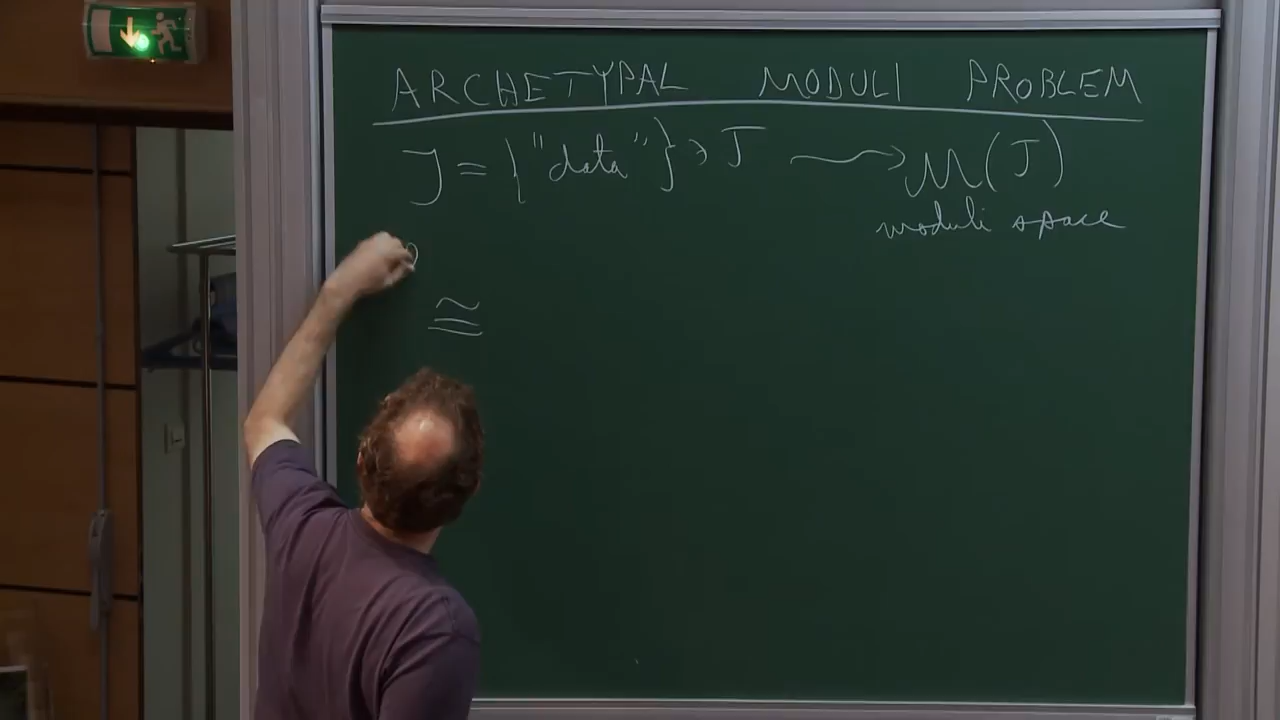 ARCHETYPAL MODULI PROBLEM
𝒥 = {"data"} ∋ J ⟶ ℳ(J)
moduli space
≅